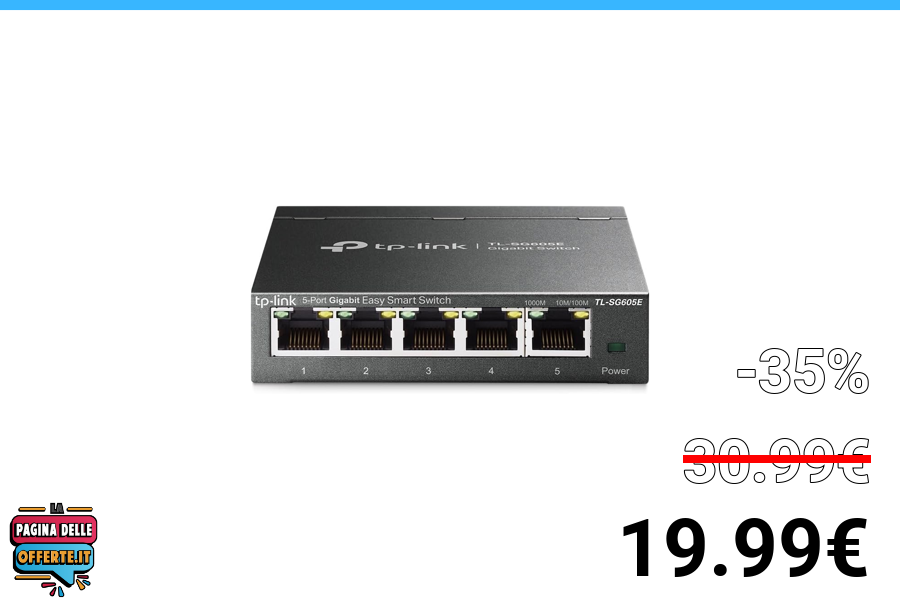 tp-link | TL-SG605E
Gigabit Switch
tp-link 5-Port Gigabit Easy Smart Switch 1000M 10M/100M TL-SG605E
1 2 3 4 5 Power
-35%
30.99€
19.99€
LA
PAGINA DELLE
OFFERTE.IT